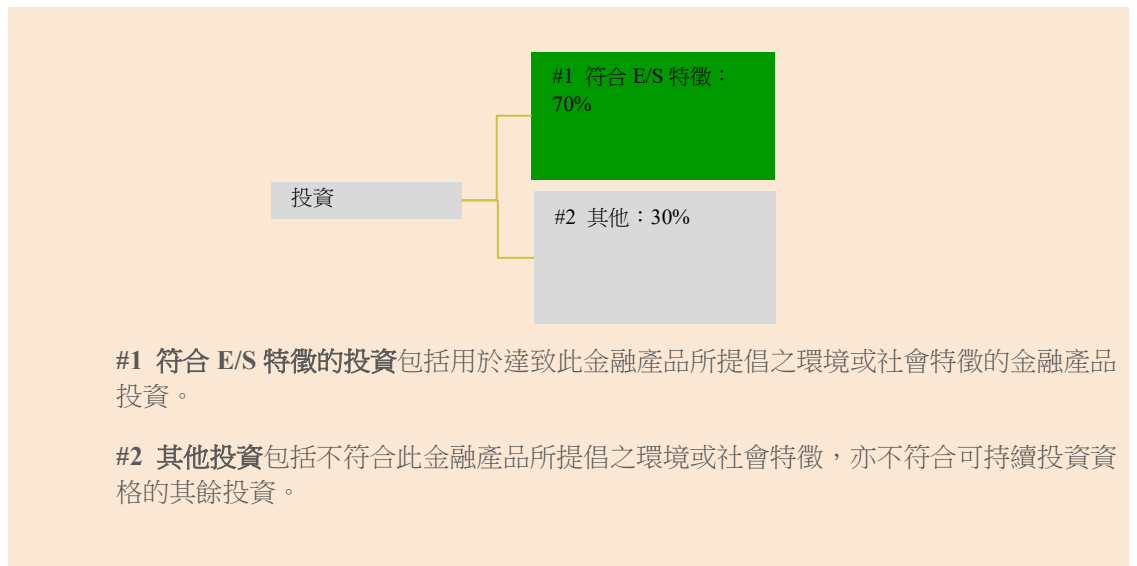 #1 符合 E/S 特徵：
70%
投資
#2 其他：30%
#1 符合 E/S 特徵的投資包括用於達致此金融產品所提倡之環境或社會特徵的金融產品
投資。
#2 其他投資包括不符合此金融產品所提倡之環境或社會特徵，亦不符合可持續投資資
格的其餘投資。